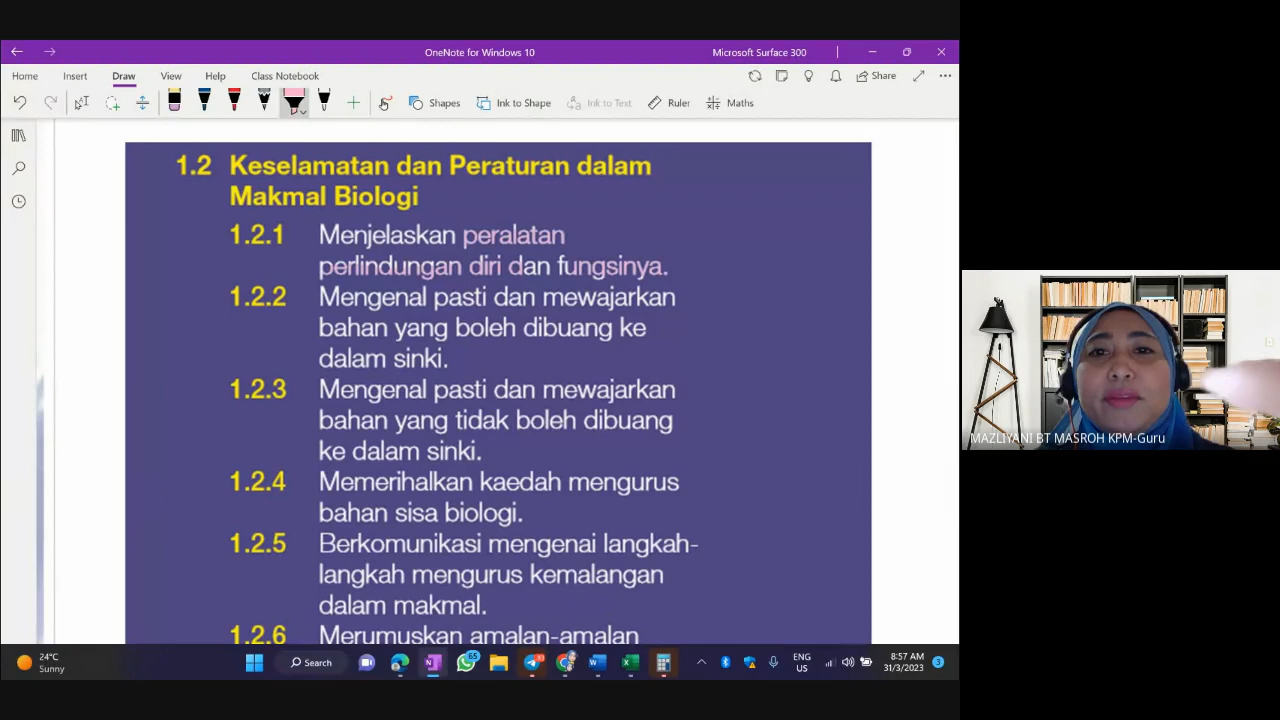 OneNote for Windows 10
Microsoft Surface 300
Home Insert Draw View Help Class Notebook
Share
Shapes Ink to Shape Ink to Text Ruler Maths
1.2 Keselamatan dan Peraturan dalam
Makmal Biologi
1.2.1 Menjelaskan peralatan
perlindungan diri dan fungsinya.
1.2.2 Mengenal pasti dan mewajarkan
bahan yang boleh dibuang ke
dalam sinki.
1.2.3 Mengenal pasti dan mewajarkan
bahan yang tidak boleh dibuang
ke dalam sinki.
1.2.4 Memerihalkan kaedah mengurus
bahan sisa biologi.
1.2.5 Berkomunikasi mengenai langkah-
langkah mengurus kemalangan
dalam makmal.
1.2.6 Merumuskan amalan-amalan
MAZLIYANI BT MASROH KPM-Guru
24°C
Sunny
Search
65
ENG
US
8:57 AM
31/3/2023
3